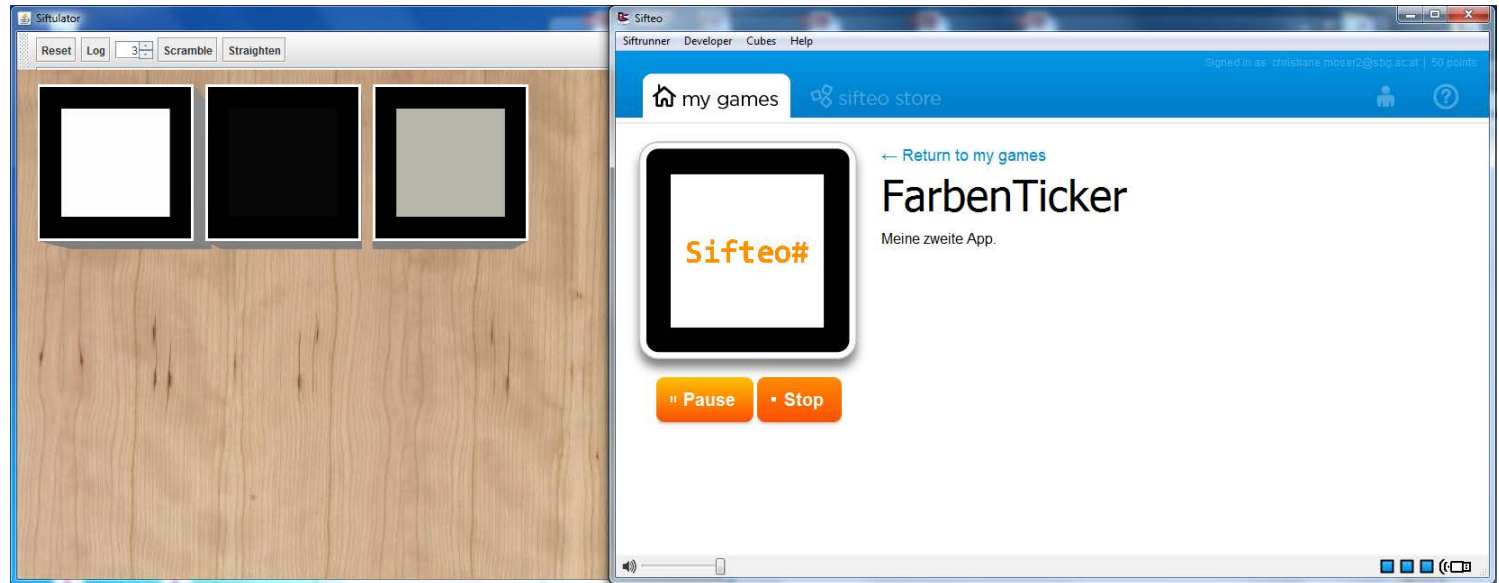 Siftulator
Reset Log 3 Scramble Straighten
Sifteo
Siftrunner Developer Cubes Help
Signed in as christiane.moser2@sbg.ac.at | 50 points
my games sifteo store
← Return to my games
FarbenTicker
Meine zweite App.
Sifteo#
Pause Stop